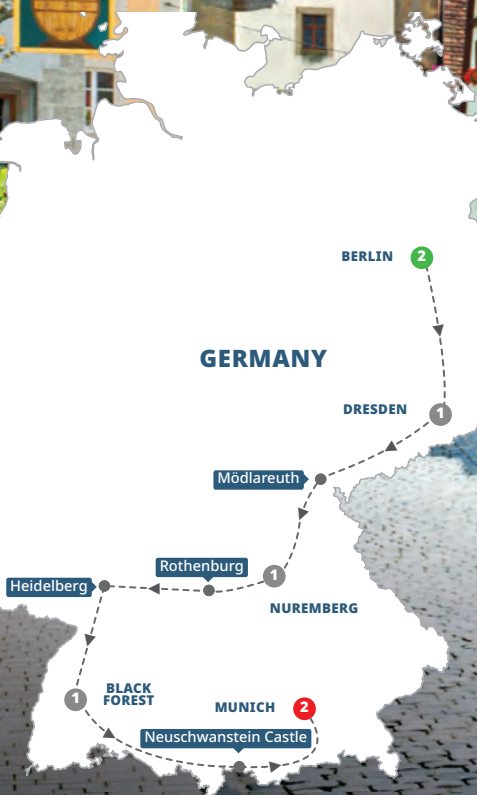 BERLIN
2
GERMANY
DRESDEN
1
Mödlareuth
Rothenburg
1
Heidelberg
NUREMBERG
1
BLACK
FOREST
MUNICH
2
Neuschwanstein Castle